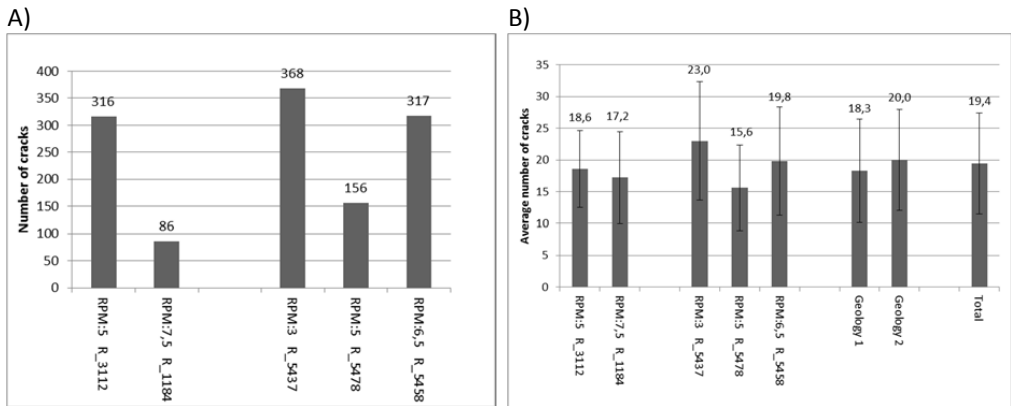 A)
Number of cracks
400
350
300
250
200
150
100
50
0
316
86
368
156
317
RPM:5 R_3112
RPM:7,5 R_1184
RPM:3 R_5437
RPM:5 R_5478
RPM:6,5 R_5458
B)
Average number of cracks
35
30
25
20
15
10
5
0
18,6
17,2
23,0
15,6
19,8
18,3
20,0
19,4
RPM:5 R_3112
RPM:7,5 R_1184
RPM:3 R_5437
RPM:5 R_5478
RPM:6,5 R_5458
Geology 1
Geology 2
Total